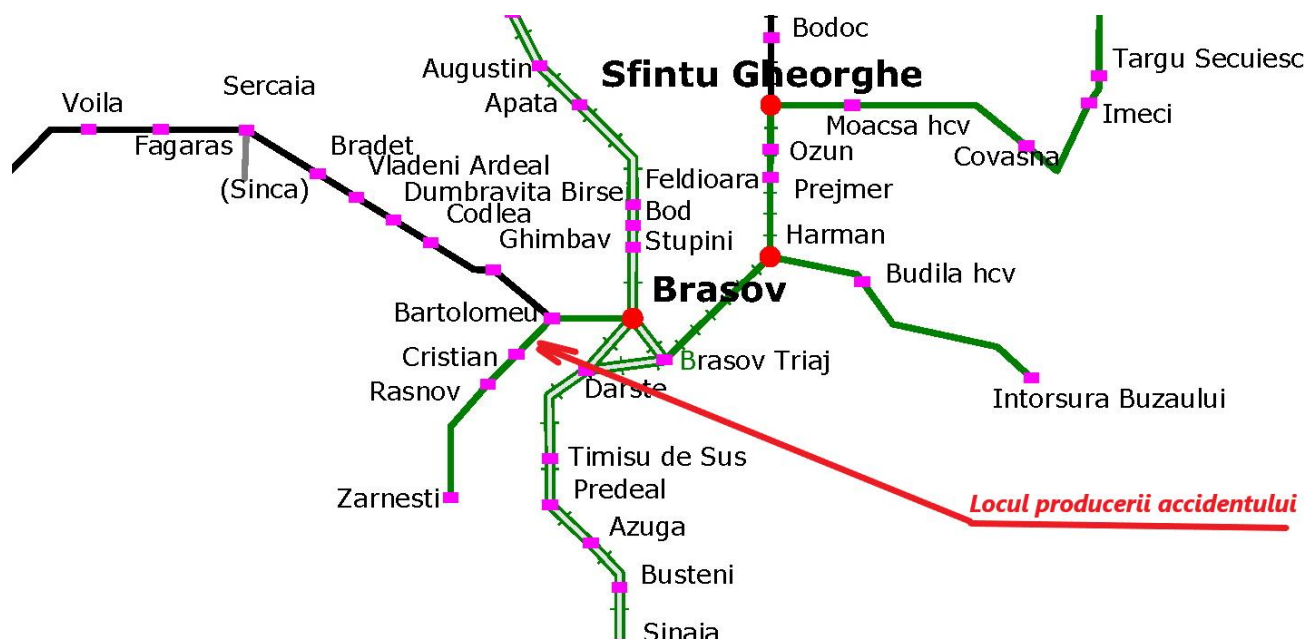 Bodoc
Augustin
Sfintu Gheorghe
Targu Secuiesc
Sercaia
Voila
Apata
Imeci
Moacsa hcv
Fagaras
Bradet
Ozun
Covasna
Vladeni Ardeal
(Sinca)
Feldioara
Prejmer
Dumbravita Birse
Bod
Codlea
Ghimbav
Stupini
Harman
Budila hcv
Brasov
Bartolomeu
Cristian
Brasov Triaj
Rasnov
Darste
Intorsura Buzaului
Timisu de Sus
Zarnesti
Predeal
Locul producerii accidentului
Azuga
Busteni
Sinaia